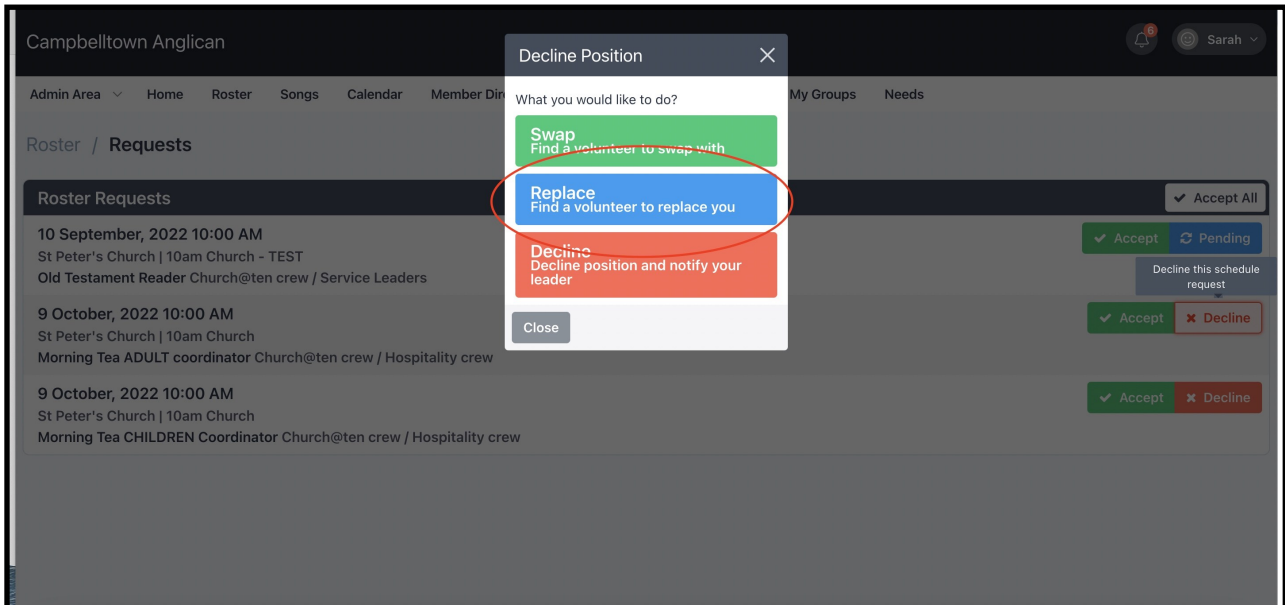 Campbelltown Anglican
6
Sarah
Admin Area Home Roster Songs Calendar Member Dir My Groups Needs
Roster / Requests
Roster Requests
Accept All
10 September, 2022 10:00 AM
St Peter's Church | 10am Church - TEST
Old Testament Reader Church@ten crew / Service Leaders
Accept Pending
Decline this schedule
request
9 October, 2022 10:00 AM
St Peter's Church | 10am Church
Morning Tea ADULT coordinator Church@ten crew / Hospitality crew
Accept Decline
9 October, 2022 10:00 AM
St Peter's Church | 10am Church
Morning Tea CHILDREN Coordinator Church@ten crew / Hospitality crew
Accept Decline
Decline Position
What you would like to do?
Swap
Find a volunteer to swap with
Replace
Find a volunteer to replace you
Decline
Decline position and notify your
leader
Close